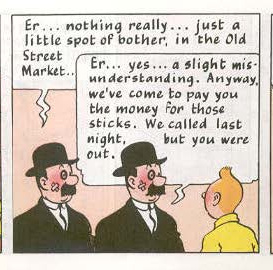 Er... nothing really... just a
little spot of bother, in the Old
Street
Market..
Er... yes... a slight mis-
understanding. Anyway,
we've come to pay you
the money for those
sticks. We called last
night, but you were
out.